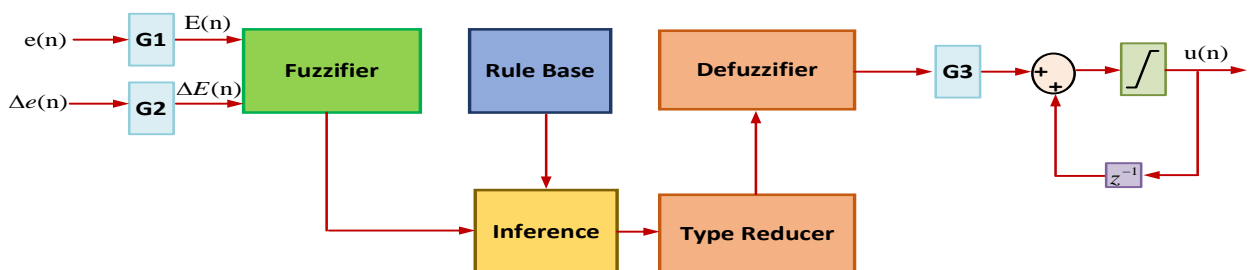 e(n)
G1
E(n)
Δe(n)
G2
ΔE(n)
Fuzzifier
Rule Base
Inference
Type Reducer
Defuzzifier
G3
+
+
u(n)
z⁻¹